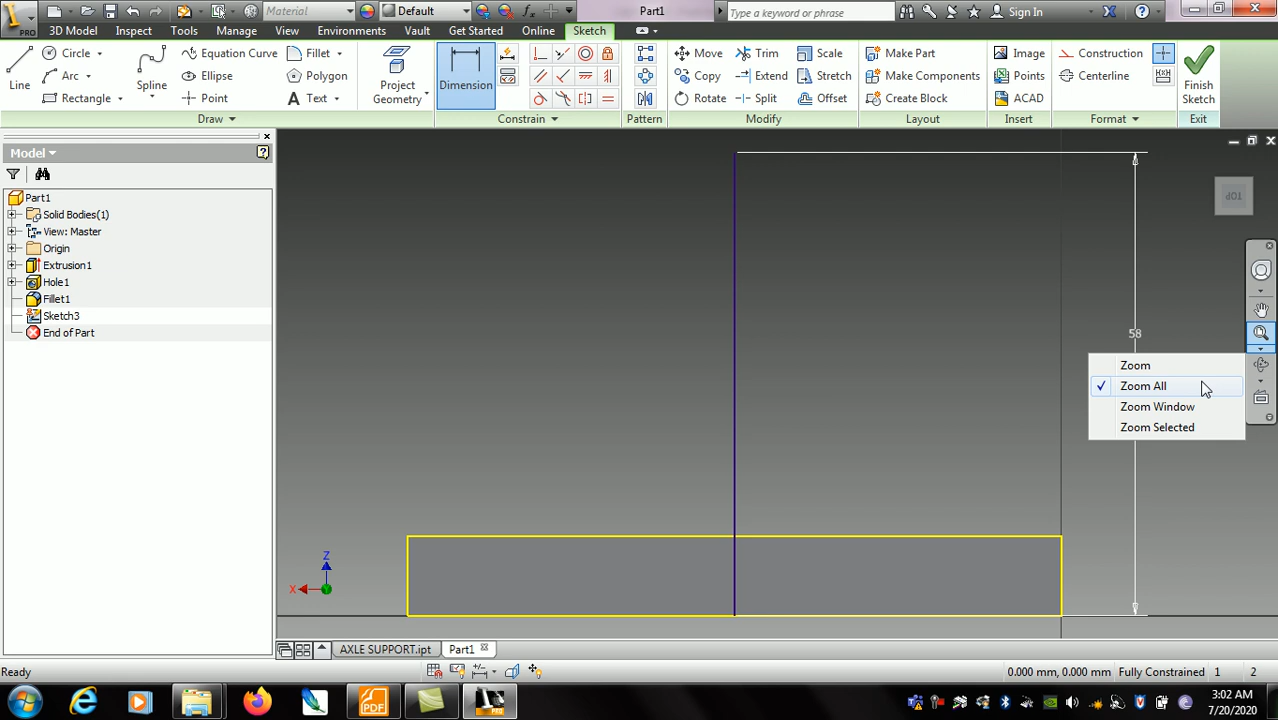 Material
Default
Part1
Type a keyword or phrase
Sign In
PRO
3D Model
Inspect
Tools
Manage
View
Environments
Vault
Get Started
Online
Sketch
Line
Circle
Arc
Rectangle
Spline
Equation Curve
Ellipse
Point
Fillet
Polygon
Text
Project
Geometry
Dimension
Move
Copy
Rotate
Trim
Extend
Split
Scale
Stretch
Offset
Make Part
Make Components
Create Block
Image
Points
ACAD
Construction
Centerline
Finish
Sketch
Draw
Constrain
Pattern
Modify
Layout
Insert
Format
Exit
Model
Part1
Solid Bodies(1)
View: Master
Origin
Extrusion1
Hole1
Fillet1
Sketch3
End of Part
TOP
58
Zoom
Zoom All
Zoom Window
Zoom Selected
Z
X
AXLE SUPPORT.ipt
Part1
Ready
0.000 mm, 0.000 mm
Fully Constrained
1
2
PDF
PRO
3:02 AM
7/20/2020